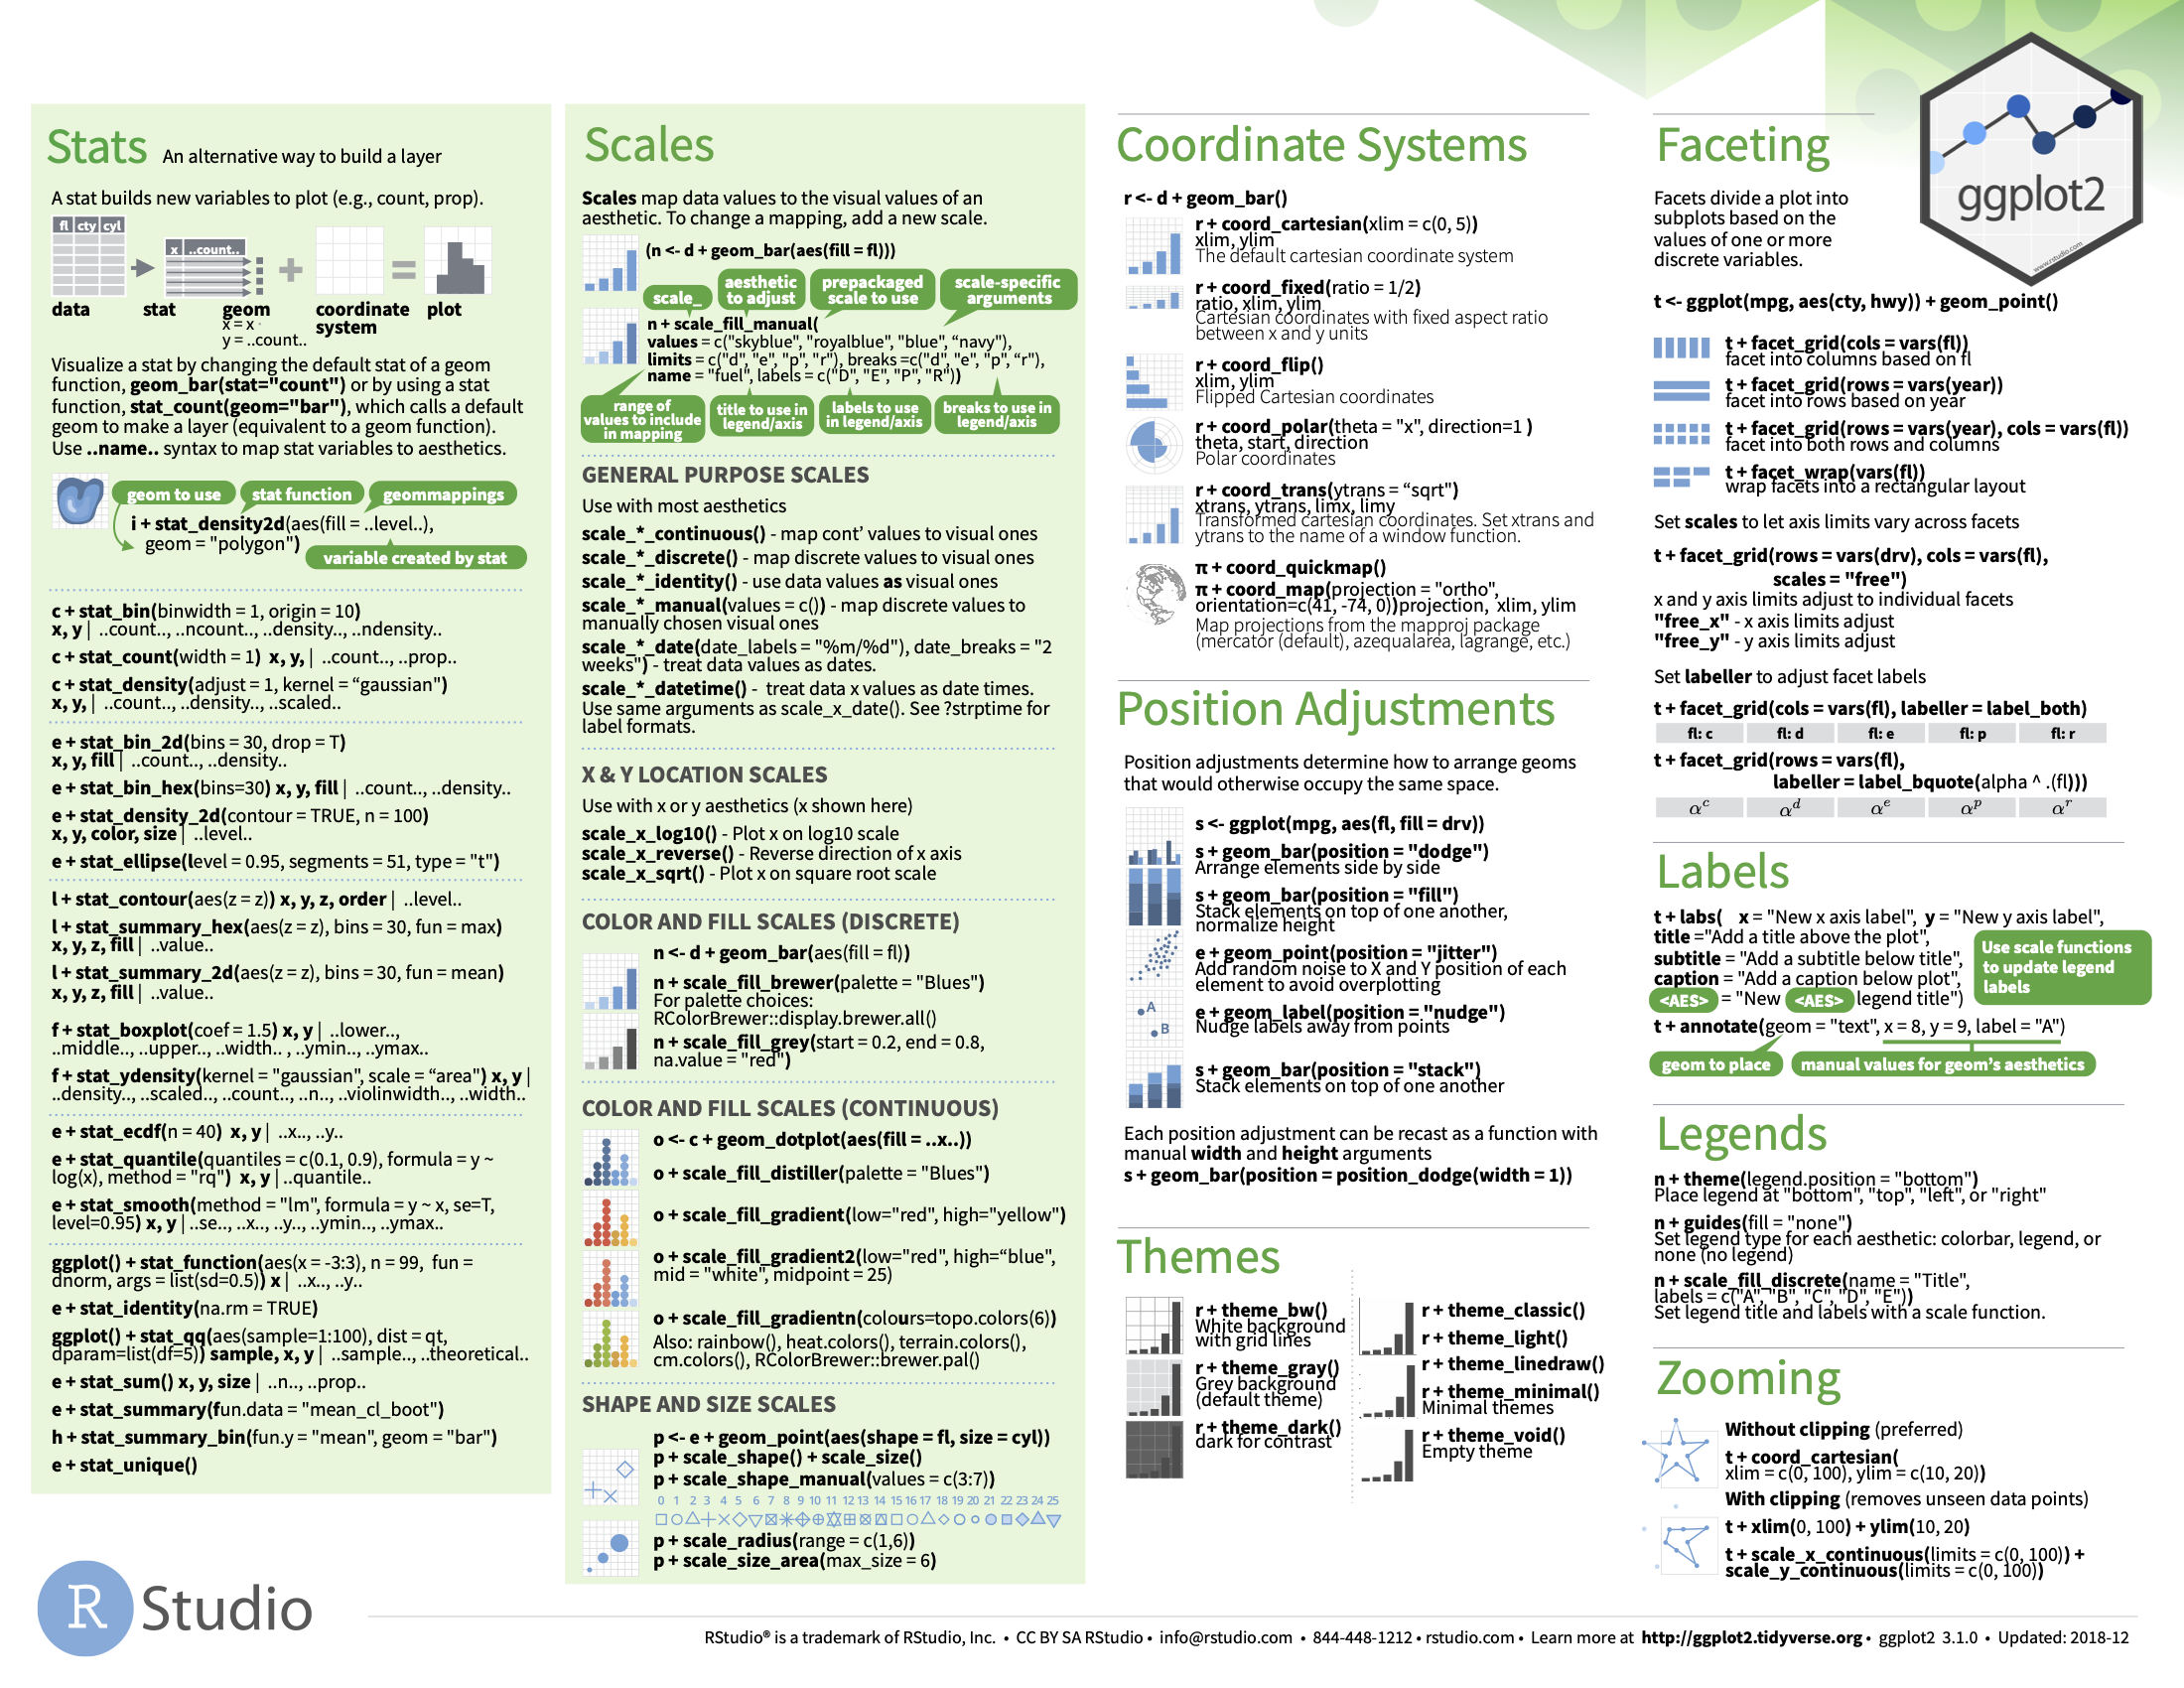 Stats An alternative way to build a layer
A stat builds new variables to plot (e.g., count, prop).
fl cty cyl
x ..count..
data stat geom coordinate plot
x = x · system
y = ..count..
Visualize a stat by changing the default stat of a geom
function, geom_bar(stat="count") or by using a stat
function, stat_count(geom="bar"), which calls a default
geom to make a layer (equivalent to a geom function).
Use ..name.. syntax to map stat variables to aesthetics.
geom to use stat function geommappings
i + stat_density2d(aes(fill = ..level..),
geom = "polygon")
variable created by stat
c + stat_bin(binwidth = 1, origin = 10)
x, y | ..count.., ..ncount.., ..density.., ..ndensity..
c + stat_count(width = 1) x, y, | ..count.., ..prop..
c + stat_density(adjust = 1, kernel = “gaussian")
x, y, | ..count.., ..density.., ..scaled..
e + stat_bin_2d(bins = 30, drop = T)
x, y, fill | ..count.., ..density..
e + stat_bin_hex(bins=30) x, y, fill | ..count.., ..density..
e + stat_density_2d(contour = TRUE, n = 100)
x, y, color, size | ..level..
e + stat_ellipse(level = 0.95, segments = 51, type = "t")
l + stat_contour(aes(z = z)) x, y, z, order | ..level..
l + stat_summary_hex(aes(z = z), bins = 30, fun = max)
x, y, z, fill | ..value..
l + stat_summary_2d(aes(z = z), bins = 30, fun = mean)
x, y, z, fill | ..value..
f + stat_boxplot(coef = 1.5) x, y | ..lower..,
..middle.., ..upper.., ..width.. , ..ymin.., ..ymax..
f + stat_ydensity(kernel = "gaussian", scale = “area") x, y |
..density.., ..scaled.., ..count.., ..n.., ..violinwidth.., ..width..
e + stat_ecdf(n = 40) x, y | ..x.., ..y..
e + stat_quantile(quantiles = c(0.1, 0.9), formula = y ~
log(x), method = "rq") x, y | ..quantile..
e + stat_smooth(method = "lm", formula = y ~ x, se=T,
level=0.95) x, y | ..se.., ..x.., ..y.., ..ymin.., ..ymax..
ggplot() + stat_function(aes(x = -3:3), n = 99, fun =
dnorm, args = list(sd=0.5)) x | ..x.., ..y..
e + stat_identity(na.rm = TRUE)
ggplot() + stat_qq(aes(sample=1:100), dist = qt,
dparam=list(df=5)) sample, x, y | ..sample.., ..theoretical..
e + stat_sum() x, y, size | ..n.., ..prop..
e + stat_summary(fun.data = "mean_cl_boot")
h + stat_summary_bin(fun.y = "mean", geom = "bar")
e + stat_unique()
Scales
Scales map data values to the visual values of an
aesthetic. To change a mapping, add a new scale.
(n <- d + geom_bar(aes(fill = fl)))
scale_ aesthetic to adjust prepackaged scale to use scale-specific arguments
n + scale_fill_manual(
values = c("skyblue", "royalblue", "blue", “navy"),
limits = c("d", "e", "p", "r"), breaks =c("d", "e", "p", “r"),
name = "fuel", labels = c("D", "E", "P", "R"))
range of values to include in mapping title to use in legend/axis labels to use in legend/axis breaks to use in legend/axis
GENERAL PURPOSE SCALES
Use with most aesthetics
scale_*_continuous() - map cont’ values to visual ones
scale_*_discrete() - map discrete values to visual ones
scale_*_identity() - use data values as visual ones
scale_*_manual(values = c()) - map discrete values to
manually chosen visual ones
scale_*_date(date_labels = "%m/%d"), date_breaks = "2
weeks") - treat data values as dates.
scale_*_datetime() - treat data x values as date times.
Use same arguments as scale_x_date(). See ?strptime for
label formats.
X & Y LOCATION SCALES
Use with x or y aesthetics (x shown here)
scale_x_log10() - Plot x on log10 scale
scale_x_reverse() - Reverse direction of x axis
scale_x_sqrt() - Plot x on square root scale
COLOR AND FILL SCALES (DISCRETE)
n <- d + geom_bar(aes(fill = fl))
n + scale_fill_brewer(palette = "Blues")
For palette choices:
RColorBrewer::display.brewer.all()
n + scale_fill_grey(start = 0.2, end = 0.8,
na.value = "red")
COLOR AND FILL SCALES (CONTINUOUS)
o <- c + geom_dotplot(aes(fill = ..x..))
o + scale_fill_distiller(palette = "Blues")
o + scale_fill_gradient(low="red", high="yellow")
o + scale_fill_gradient2(low="red", high=“blue",
mid = "white", midpoint = 25)
o + scale_fill_gradientn(colours=topo.colors(6))
Also: rainbow(), heat.colors(), terrain.colors(),
cm.colors(), RColorBrewer::brewer.pal()
SHAPE AND SIZE SCALES
p <- e + geom_point(aes(shape = fl, size = cyl))
p + scale_shape() + scale_size()
p + scale_shape_manual(values = c(3:7))
0 1 2 3 4 5 6 7 8 9 10 11 12 13 14 15 16 17 18 19 20 21 22 23 24 25
p + scale_radius(range = c(1,6))
p + scale_size_area(max_size = 6)
Coordinate Systems
r <- d + geom_bar()
r + coord_cartesian(xlim = c(0, 5))
xlim, ylim
The default cartesian coordinate system
r + coord_fixed(ratio = 1/2)
ratio, xlim, ylim
Cartesian coordinates with fixed aspect ratio
between x and y units
r + coord_flip()
xlim, ylim
Flipped Cartesian coordinates
r + coord_polar(theta = "x", direction=1 )
theta, start, direction
Polar coordinates
r + coord_trans(ytrans = “sqrt")
xtrans, ytrans, limx, limy
Transformed cartesian coordinates. Set xtrans and
ytrans to the name of a window function.
π + coord_quickmap()
π + coord_map(projection = "ortho",
orientation=c(41, -74, 0))projection, xlim, ylim
Map projections from the mapproj package
(mercator (default), azequalarea, lagrange, etc.)
Position Adjustments
Position adjustments determine how to arrange geoms
that would otherwise occupy the same space.
s <- ggplot(mpg, aes(fl, fill = drv))
s + geom_bar(position = "dodge")
Arrange elements side by side
s + geom_bar(position = "fill")
Stack elements on top of one another,
normalize height
e + geom_point(position = "jitter")
Add random noise to X and Y position of each
element to avoid overplotting
A
B
e + geom_label(position = "nudge")
Nudge labels away from points
s + geom_bar(position = "stack")
Stack elements on top of one another
Each position adjustment can be recast as a function with
manual width and height arguments
s + geom_bar(position = position_dodge(width = 1))
Themes
r + theme_bw()
White background
with grid lines
r + theme_gray()
Grey background
(default theme)
r + theme_dark()
dark for contrast
r + theme_classic()
r + theme_light()
r + theme_linedraw()
r + theme_minimal()
Minimal themes
r + theme_void()
Empty theme
Faceting
ggplot2
www.rstudio.com
Facets divide a plot into
subplots based on the
values of one or more
discrete variables.
t <- ggplot(mpg, aes(cty, hwy)) + geom_point()
t + facet_grid(cols = vars(fl))
facet into columns based on fl
t + facet_grid(rows = vars(year))
facet into rows based on year
t + facet_grid(rows = vars(year), cols = vars(fl))
facet into both rows and columns
t + facet_wrap(vars(fl))
wrap facets into a rectangular layout
Set scales to let axis limits vary across facets
t + facet_grid(rows = vars(drv), cols = vars(fl),
scales = "free")
x and y axis limits adjust to individual facets
"free_x" - x axis limits adjust
"free_y" - y axis limits adjust
Set labeller to adjust facet labels
t + facet_grid(cols = vars(fl), labeller = label_both)
fl: c fl: d fl: e fl: p fl: r
t + facet_grid(rows = vars(fl),
labeller = label_bquote(alpha ^ .(fl)))
αᶜ αᵈ αᵉ αᵖ αʳ
Labels
t + labs( x = "New x axis label", y = "New y axis label",
title ="Add a title above the plot",
subtitle = "Add a subtitle below title",
caption = "Add a caption below plot",
<AES> = "New <AES> legend title")
Use scale functions
to update legend
labels
t + annotate(geom = "text", x = 8, y = 9, label = "A")
geom to place manual values for geom’s aesthetics
Legends
n + theme(legend.position = "bottom")
Place legend at "bottom", "top", "left", or "right"
n + guides(fill = "none")
Set legend type for each aesthetic: colorbar, legend, or
none (no legend)
n + scale_fill_discrete(name = "Title",
labels = c("A", "B", "C", "D", "E"))
Set legend title and labels with a scale function.
Zooming
Without clipping (preferred)
t + coord_cartesian(
xlim = c(0, 100), ylim = c(10, 20))
With clipping (removes unseen data points)
t + xlim(0, 100) + ylim(10, 20)
t + scale_x_continuous(limits = c(0, 100)) +
scale_y_continuous(limits = c(0, 100))
R Studio
RStudio® is a trademark of RStudio, Inc. • CC BY SA RStudio • info@rstudio.com • 844-448-1212 • rstudio.com • Learn more at http://ggplot2.tidyverse.org • ggplot2 3.1.0 • Updated: 2018-12